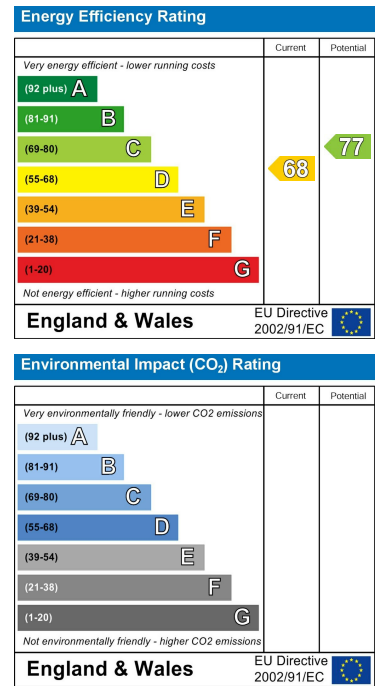 Energy Efficiency Rating
Current Potential
Very energy efficient - lower running costs
(92 plus) A
(81-91) B
(69-80) C
(55-68) D
(39-54) E
(21-38) F
(1-20) G
68
77
Not energy efficient - higher running costs
England & Wales
EU Directive
2002/91/EC
Environmental Impact (CO₂) Rating
Current Potential
Very environmentally friendly - lower CO2 emissions
(92 plus) A
(81-91) B
(69-80) C
(55-68) D
(39-54) E
(21-38) F
(1-20) G
Not environmentally friendly - higher CO2 emissions
England & Wales
EU Directive
2002/91/EC